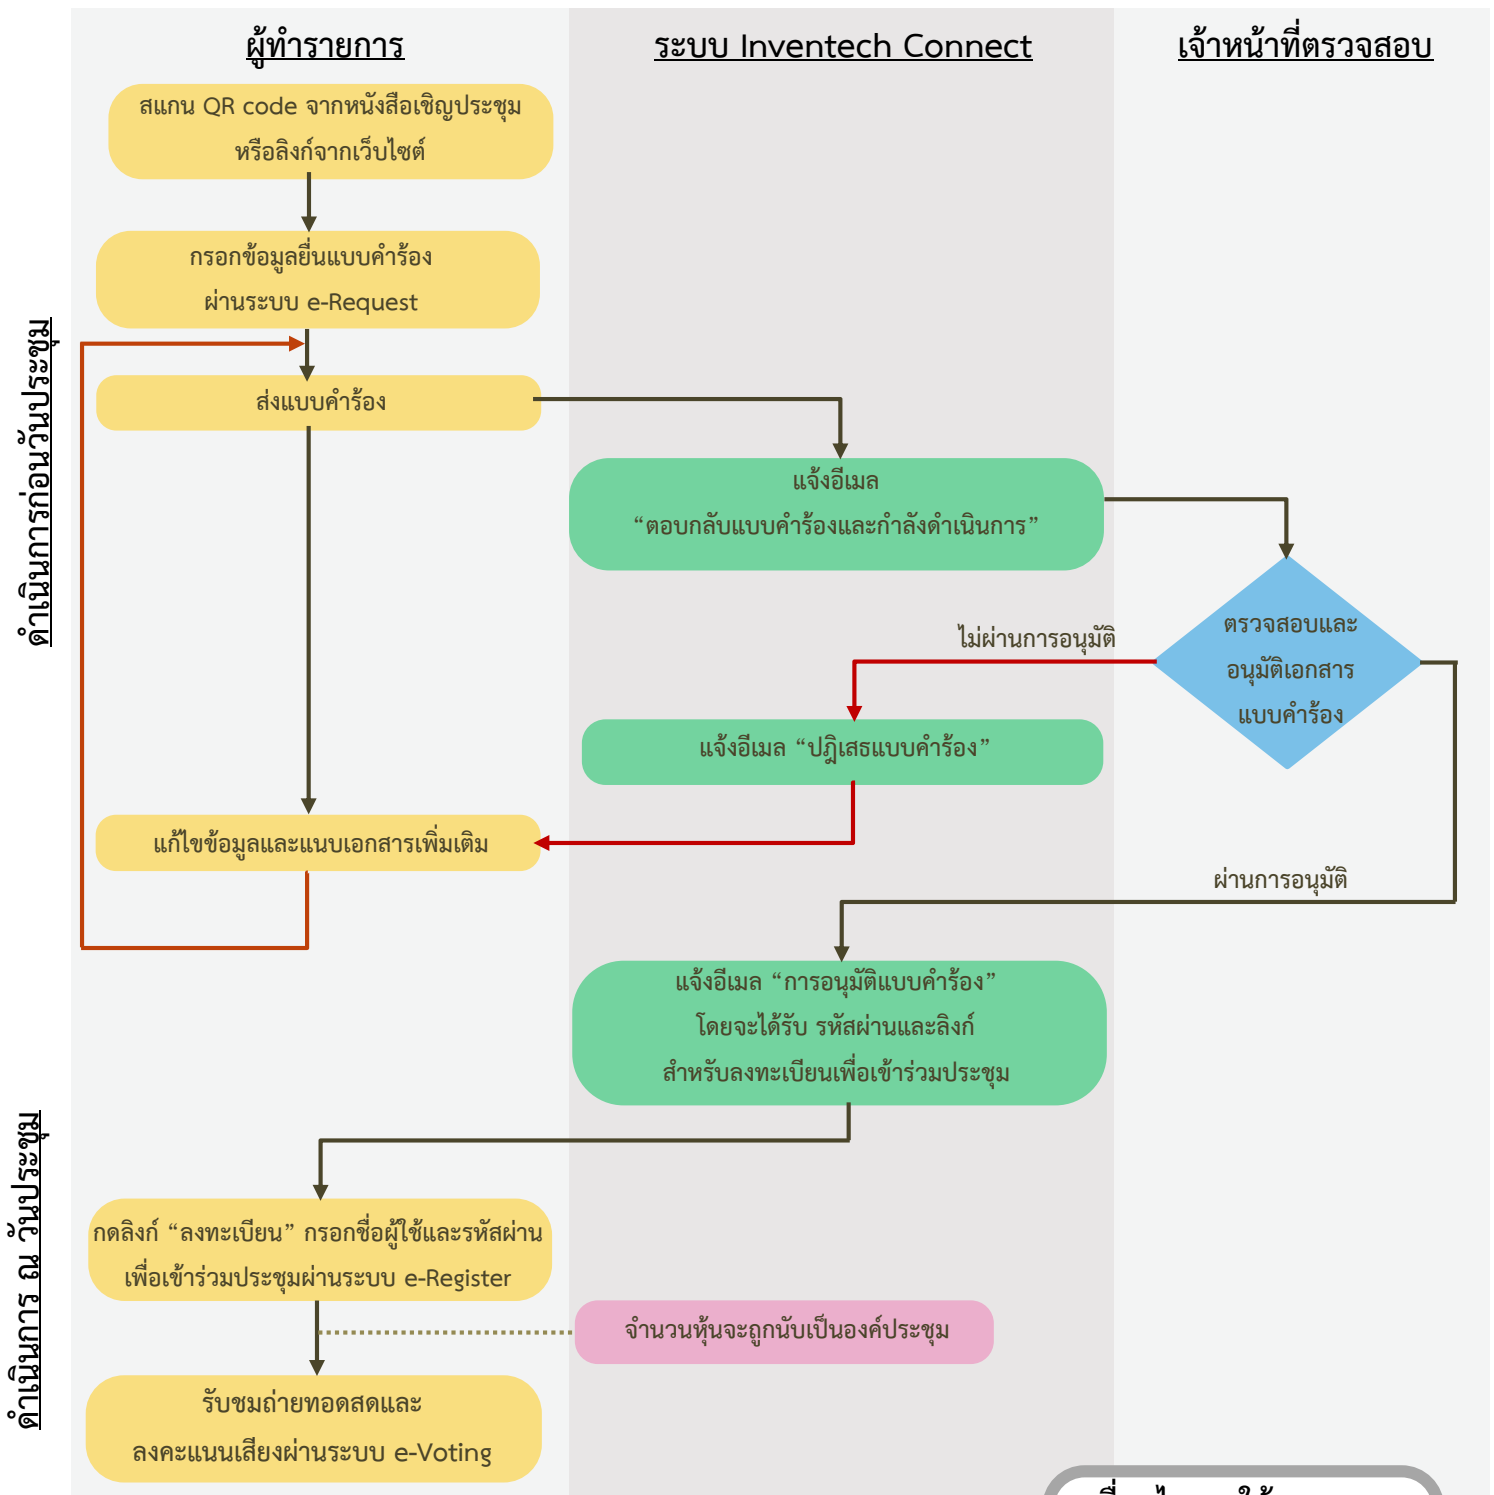 ผู้ทำรายการ
ระบบ Inventech Connect
เจ้าหน้าที่ตรวจสอบ
ดำเนินการก่อนวันประชุม
สแกน QR code จากหนังสือเชิญประชุม
หรือลิงก์จากเว็บไซต์
กรอกข้อมูลยื่นแบบคำร้อง
ผ่านระบบ e-Request
ส่งแบบคำร้อง
แจ้งอีเมล
“ตอบกลับแบบคำร้องและกำลังดำเนินการ”
ตรวจสอบและ
อนุมัติเอกสาร
แบบคำร้อง
ไม่ผ่านการอนุมัติ
แจ้งอีเมล “ปฎิเสธแบบคำร้อง”
แก้ไขข้อมูลและแนบเอกสารเพิ่มเติม
ผ่านการอนุมัติ
แจ้งอีเมล “การอนุมัติแบบคำร้อง”
โดยจะได้รับ รหัสผ่านและลิงก์
สำหรับลงทะเบียนเพื่อเข้าร่วมประชุม
ดำเนินการ ณ วันประชุม
กดลิงก์ “ลงทะเบียน” กรอกชื่อผู้ใช้และรหัสผ่าน
เพื่อเข้าร่วมประชุมผ่านระบบ e-Register
จำนวนหุ้นจะถูกนับเป็นองค์ประชุม
รับชมถ่ายทอดสดและ
ลงคะแนนเสียงผ่านระบบ e-Voting